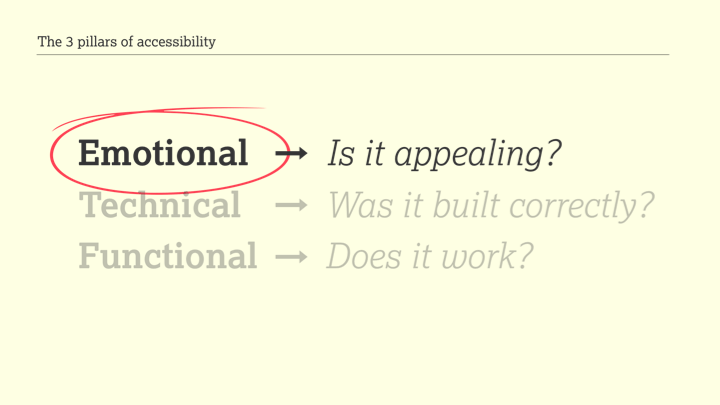 The 3 pillars of accessibility
Emotional → Is it appealing?
Technical → Was it built correctly?
Functional → Does it work?